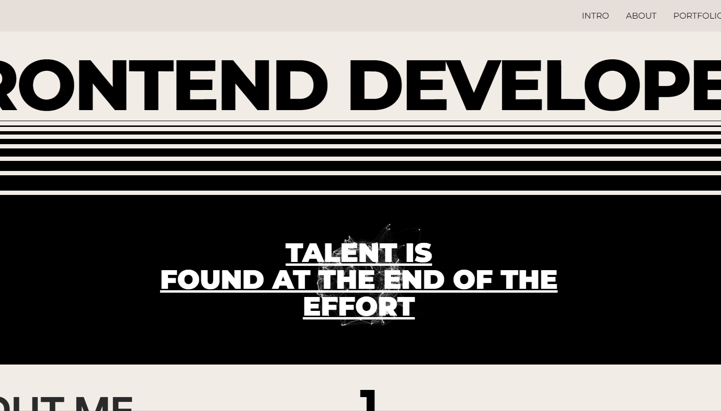 INTRO ABOUT PORTFOLIO
RONTEND DEVELOPE
TALENT IS
FOUND AT THE END OF THE
EFFORT
OUT ME
1